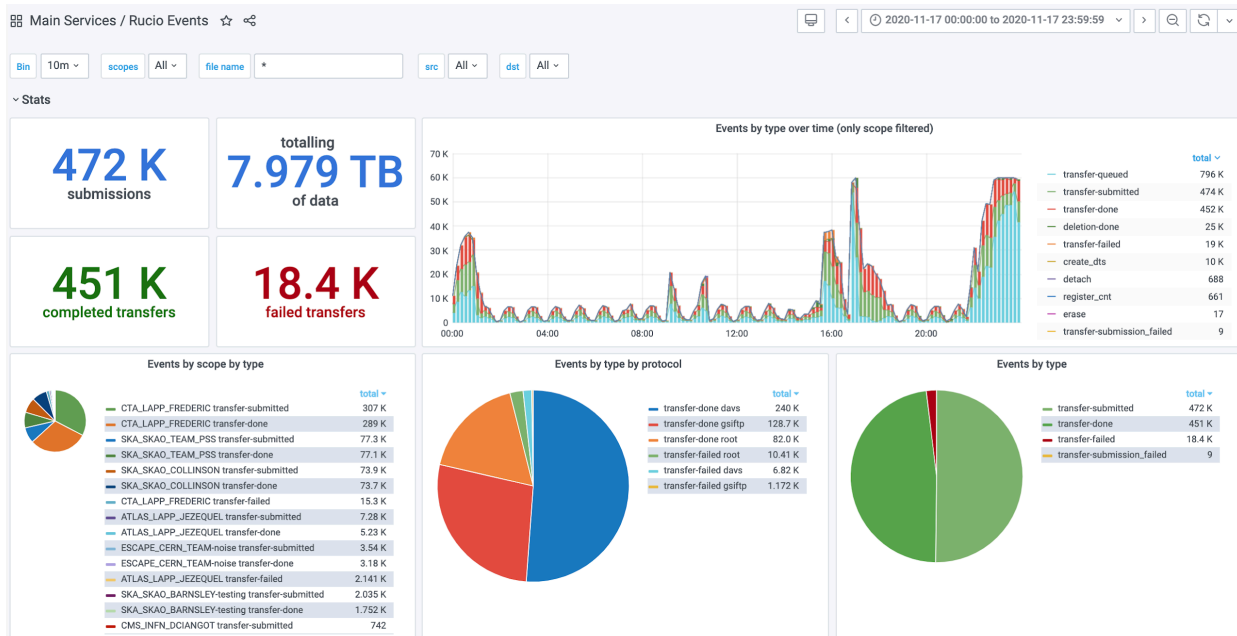 Main Services / Rucio Events
2020-11-17 00:00:00 to 2020-11-17 23:59:59
Bin 10m scopes All file name * src All dst All
Stats
472 K
submissions
totalling
7.979 TB
of data
451 K
completed transfers
18.4 K
failed transfers
Events by type over time (only scope filtered)
70 K
60 K
50 K
40 K
30 K
20 K
10 K
0
00:00 04:00 08:00 12:00 16:00 20:00
total
transfer-queued 796 K
transfer-submitted 474 K
transfer-done 452 K
deletion-done 25 K
transfer-failed 19 K
create_dts 10 K
detach 688
register_cnt 661
erase 17
transfer-submission_failed 9
Events by scope by type
total
CTA_LAPP_FREDERIC transfer-submitted 307 K
CTA_LAPP_FREDERIC transfer-done 289 K
SKA_SKAO_TEAM_PSS transfer-submitted 77.3 K
SKA_SKAO_TEAM_PSS transfer-done 77.1 K
SKA_SKAO_COLLINSON transfer-submitted 73.9 K
SKA_SKAO_COLLINSON transfer-done 73.7 K
CTA_LAPP_FREDERIC transfer-failed 15.3 K
ATLAS_LAPP_JEZEQUEL transfer-submitted 7.28 K
ATLAS_LAPP_JEZEQUEL transfer-done 5.23 K
ESCAPE_CERN_TEAM-noise transfer-submitted 3.54 K
ESCAPE_CERN_TEAM-noise transfer-done 3.18 K
ATLAS_LAPP_JEZEQUEL transfer-failed 2.141 K
SKA_SKAO_BARNSLEY-testing transfer-submitted 2.035 K
SKA_SKAO_BARNSLEY-testing transfer-done 1.752 K
CMS_INFN_DCIANGOT transfer-submitted 742
Events by type by protocol
total
transfer-done davs 240 K
transfer-done gsiftp 128.7 K
transfer-done root 82.0 K
transfer-failed root 10.41 K
transfer-failed davs 6.82 K
transfer-failed gsiftp 1.172 K
Events by type
total
transfer-submitted 472 K
transfer-done 451 K
transfer-failed 18.4 K
transfer-submission_failed 9